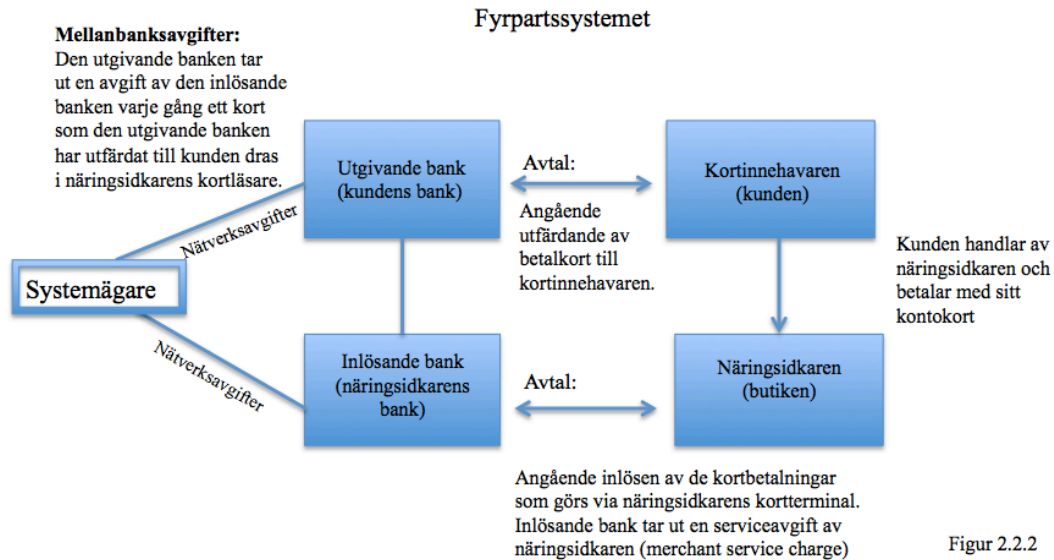 Fyrpartssystemet
Mellanbanksavgifter:
Den utgivande banken tar
ut en avgift av den inlösande
banken varje gång ett kort
som den utgivande banken
har utfärdat till kunden dras
i näringsidkarens kortläsare.
Utgivande bank
(kundens bank)
Avtal:
Kortinnehavaren
(kunden)
Angående
utfärdande av
betalkort till
kortinnehavaren.
Nätverksavgifter
Kunden handlar av
näringsidkaren och
betalar med sitt
kontokort
Systemägare
Nätverksavgifter
Inlösande bank
(näringsidkarens
bank)
Avtal:
Näringsidkaren
(butiken)
Angående inlösen av de kortbetalningar
som görs via näringsidkarens kortterminal.
Inlösande bank tar ut en serviceavgift av
näringsidkaren (merchant service charge)
Figur 2.2.2